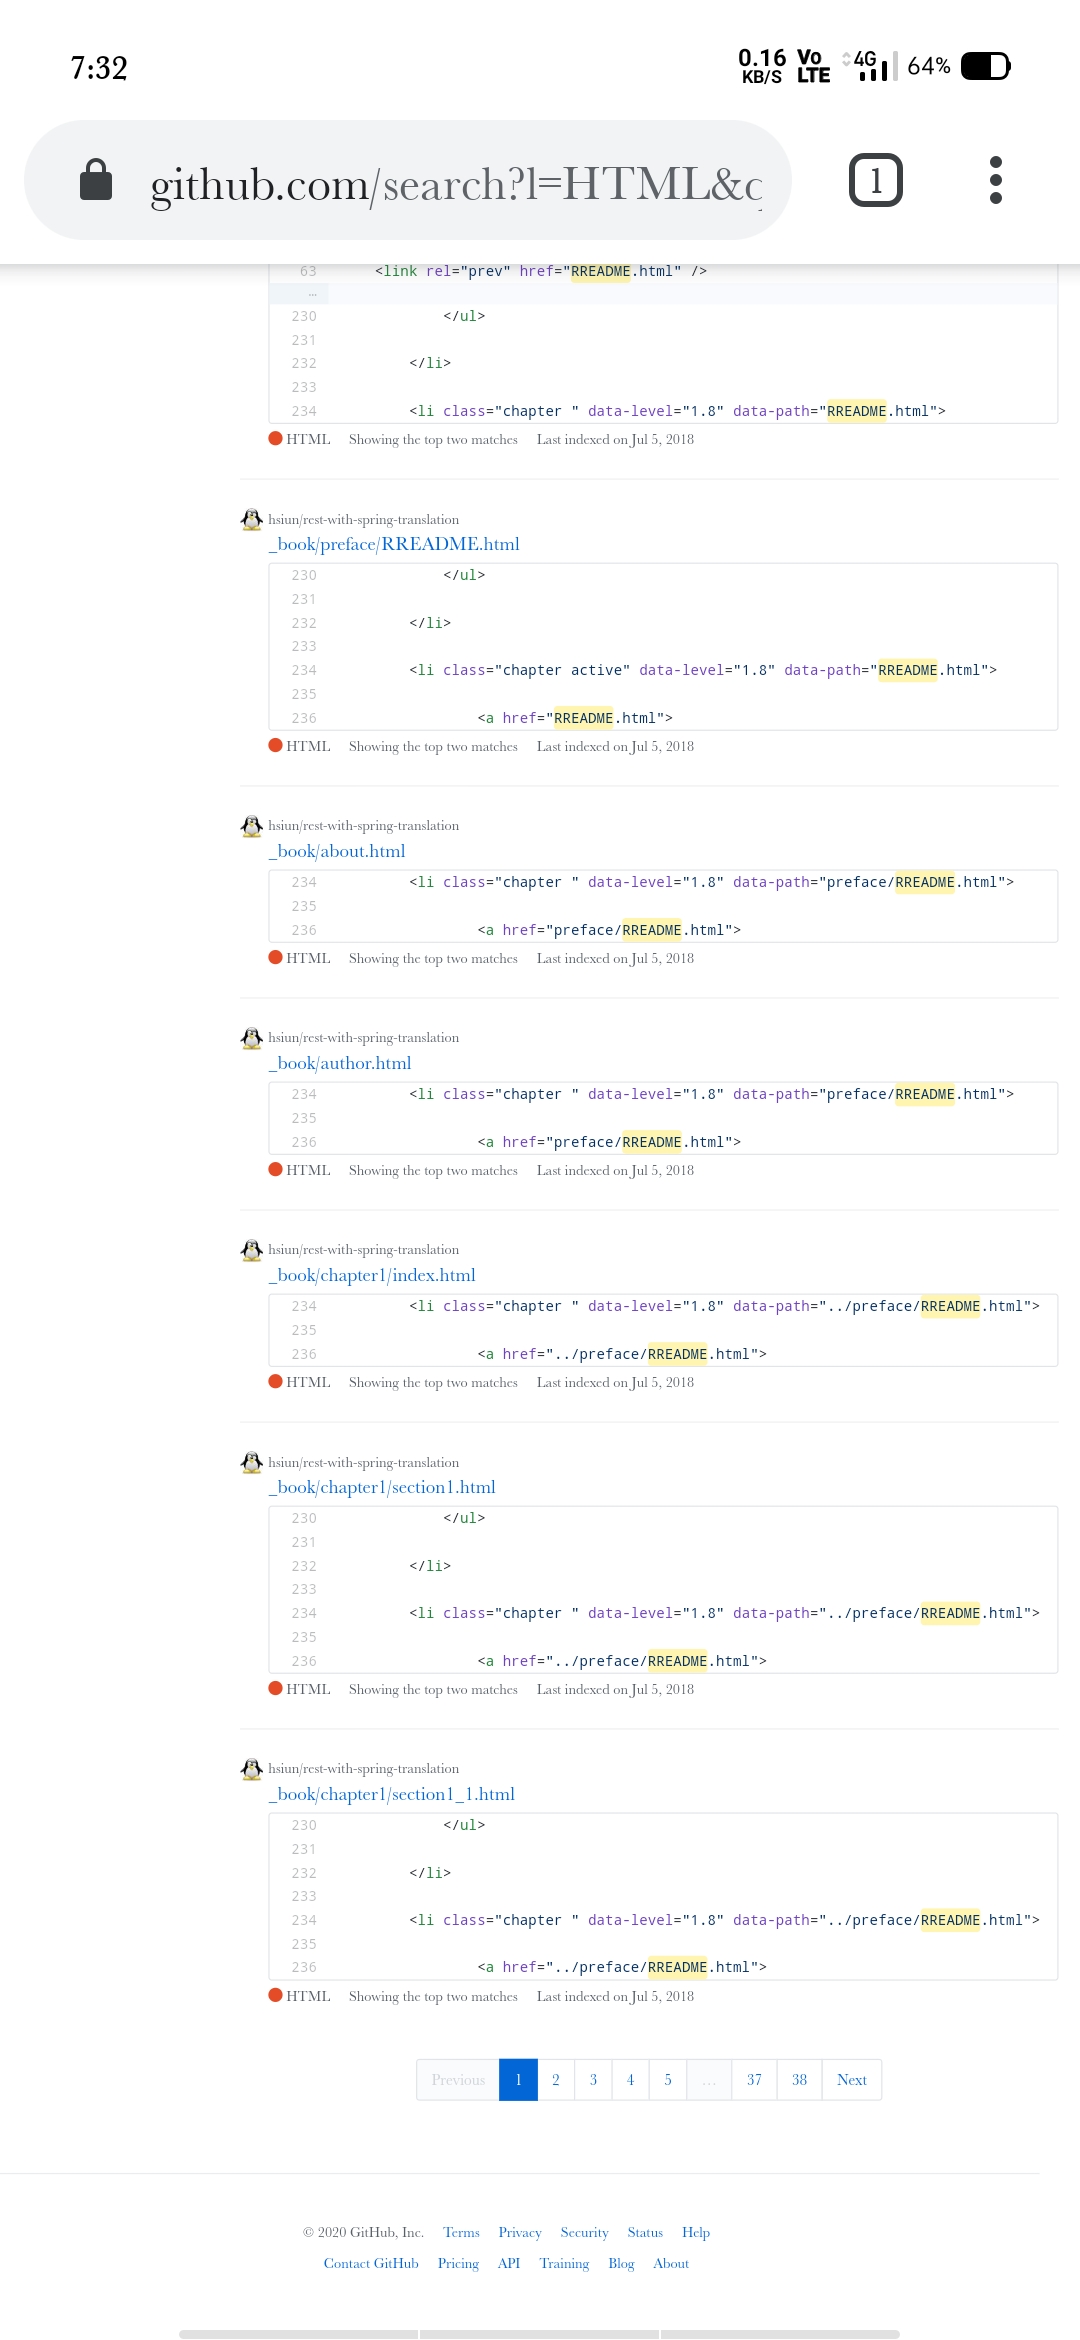 7:32
0.16 KB/S Vo LTE 4G 64%
github.com/search?l=HTML&q
1
63 <link rel="prev" href="RREADME.html" />
…
230 </ul>
231
232 </li>
233
234 <li class="chapter " data-level="1.8" data-path="RREADME.html">
HTML Showing the top two matches Last indexed on Jul 5, 2018
hsiun/rest-with-spring-translation
_book/preface/RREADME.html
230 </ul>
231
232 </li>
233
234 <li class="chapter active" data-level="1.8" data-path="RREADME.html">
235
236 <a href="RREADME.html">
HTML Showing the top two matches Last indexed on Jul 5, 2018
hsiun/rest-with-spring-translation
_book/about.html
234 <li class="chapter " data-level="1.8" data-path="preface/RREADME.html">
235
236 <a href="preface/RREADME.html">
HTML Showing the top two matches Last indexed on Jul 5, 2018
hsiun/rest-with-spring-translation
_book/author.html
234 <li class="chapter " data-level="1.8" data-path="preface/RREADME.html">
235
236 <a href="preface/RREADME.html">
HTML Showing the top two matches Last indexed on Jul 5, 2018
hsiun/rest-with-spring-translation
_book/chapter1/index.html
234 <li class="chapter " data-level="1.8" data-path="../preface/RREADME.html">
235
236 <a href="../preface/RREADME.html">
HTML Showing the top two matches Last indexed on Jul 5, 2018
hsiun/rest-with-spring-translation
_book/chapter1/section1.html
230 </ul>
231
232 </li>
233
234 <li class="chapter " data-level="1.8" data-path="../preface/RREADME.html">
235
236 <a href="../preface/RREADME.html">
HTML Showing the top two matches Last indexed on Jul 5, 2018
hsiun/rest-with-spring-translation
_book/chapter1/section1_1.html
230 </ul>
231
232 </li>
233
234 <li class="chapter " data-level="1.8" data-path="../preface/RREADME.html">
235
236 <a href="../preface/RREADME.html">
HTML Showing the top two matches Last indexed on Jul 5, 2018
Previous 1 2 3 4 5 … 37 38 Next
© 2020 GitHub, Inc. Terms Privacy Security Status Help
Contact GitHub Pricing API Training Blog About